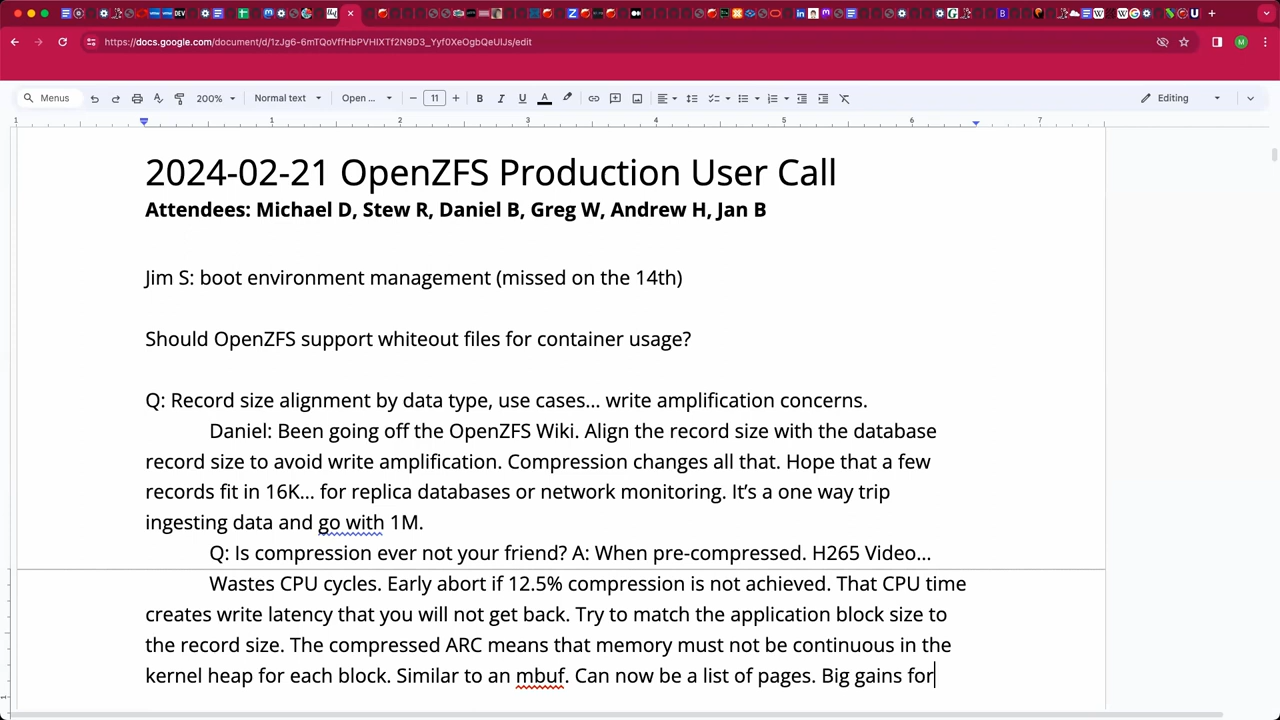 https://docs.google.com/document/d/1zJg6-6mTQoVffHbPVHIXTf2N9D3_Yyf0XeOgbQeUlJs/edit
Menus 200% Normal text Open ... 11 B I U A Editing
1 1 2 3 4 5 6 7
2024-02-21 OpenZFS Production User Call
Attendees: Michael D, Stew R, Daniel B, Greg W, Andrew H, Jan B
Jim S: boot environment management (missed on the 14th)
Should OpenZFS support whiteout files for container usage?
Q: Record size alignment by data type, use cases... write amplification concerns.
Daniel: Been going off the OpenZFS Wiki. Align the record size with the database
record size to avoid write amplification. Compression changes all that. Hope that a few
records fit in 16K... for replica databases or network monitoring. It’s a one way trip
ingesting data and go with 1M.
Q: Is compression ever not your friend? A: When pre-compressed. H265 Video...
Wastes CPU cycles. Early abort if 12.5% compression is not achieved. That CPU time
creates write latency that you will not get back. Try to match the application block size to
the record size. The compressed ARC means that memory must not be continuous in the
kernel heap for each block. Similar to an mbuf. Can now be a list of pages. Big gains for